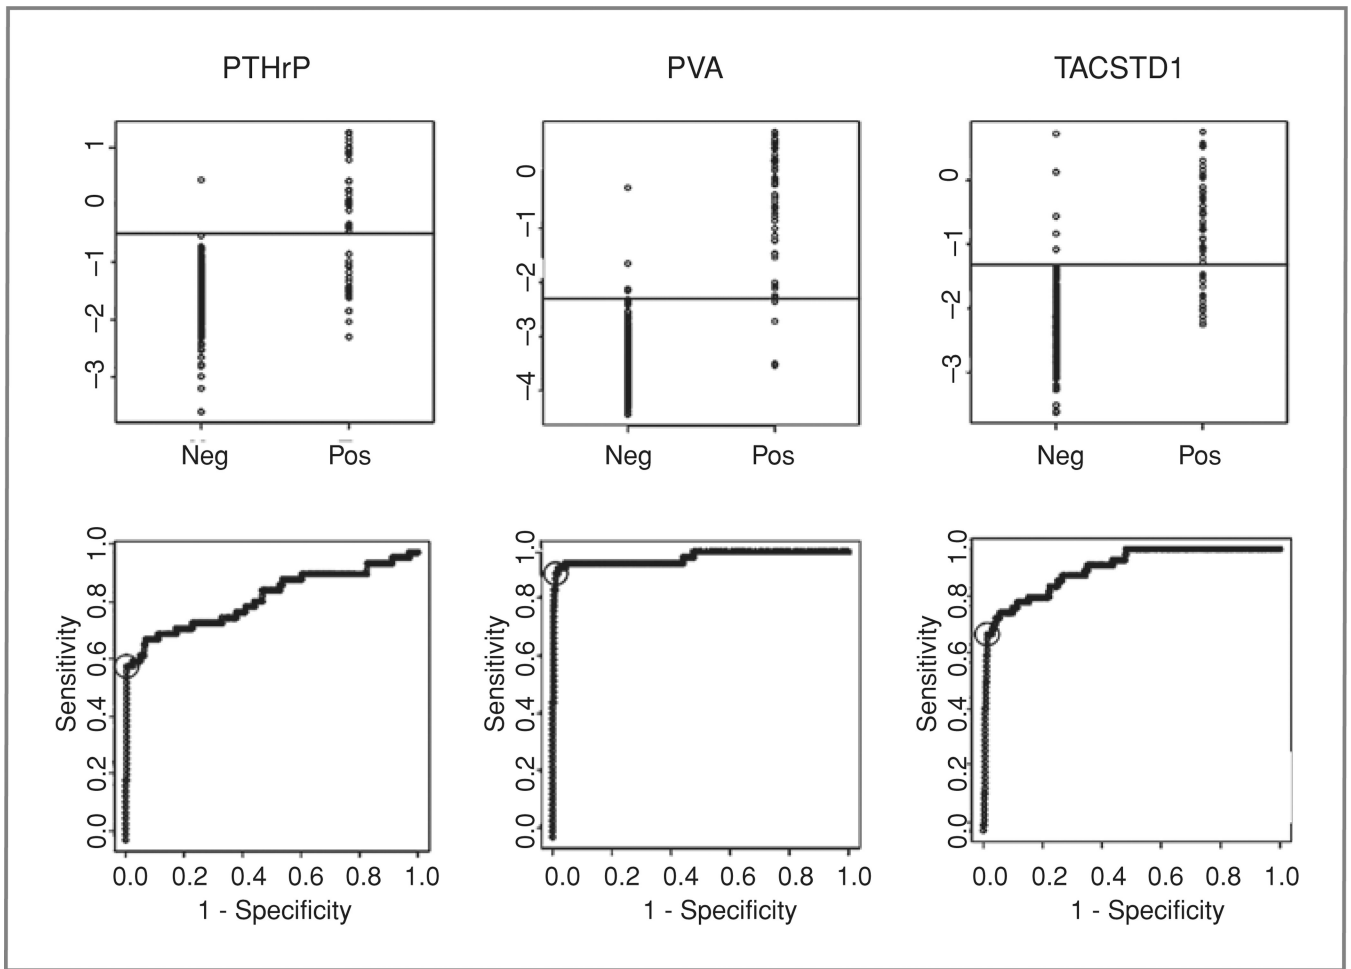 PTHrP PVA TACSTD1
1 0 −1 −2 −3
0 −1 −2 −3 −4
0 −1 −2 −3
Neg Pos Neg Pos Neg Pos
Sensitivity
1.0 0.8 0.6 0.4 0.2 0.0
Sensitivity
1.0 0.8 0.6 0.4 0.2 0.0
Sensitivity
1.0 0.8 0.6 0.4 0.2 0.0
0.0 0.2 0.4 0.6 0.8 1.0 0.0 0.2 0.4 0.6 0.8 1.0 0.0 0.2 0.4 0.6 0.8 1.0
1 - Specificity 1 - Specificity 1 - Specificity